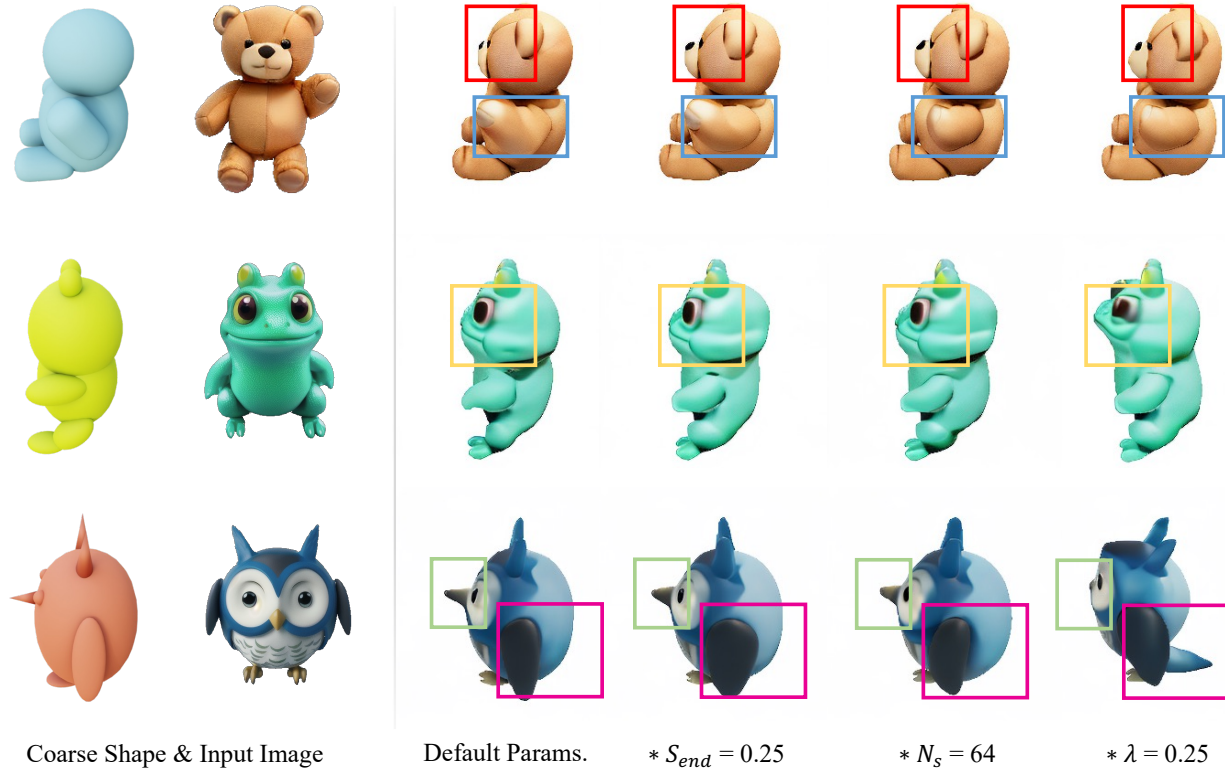 Coarse Shape & Input Image
Default Params.
* S_end = 0.25
* N_s = 64
* λ = 0.25